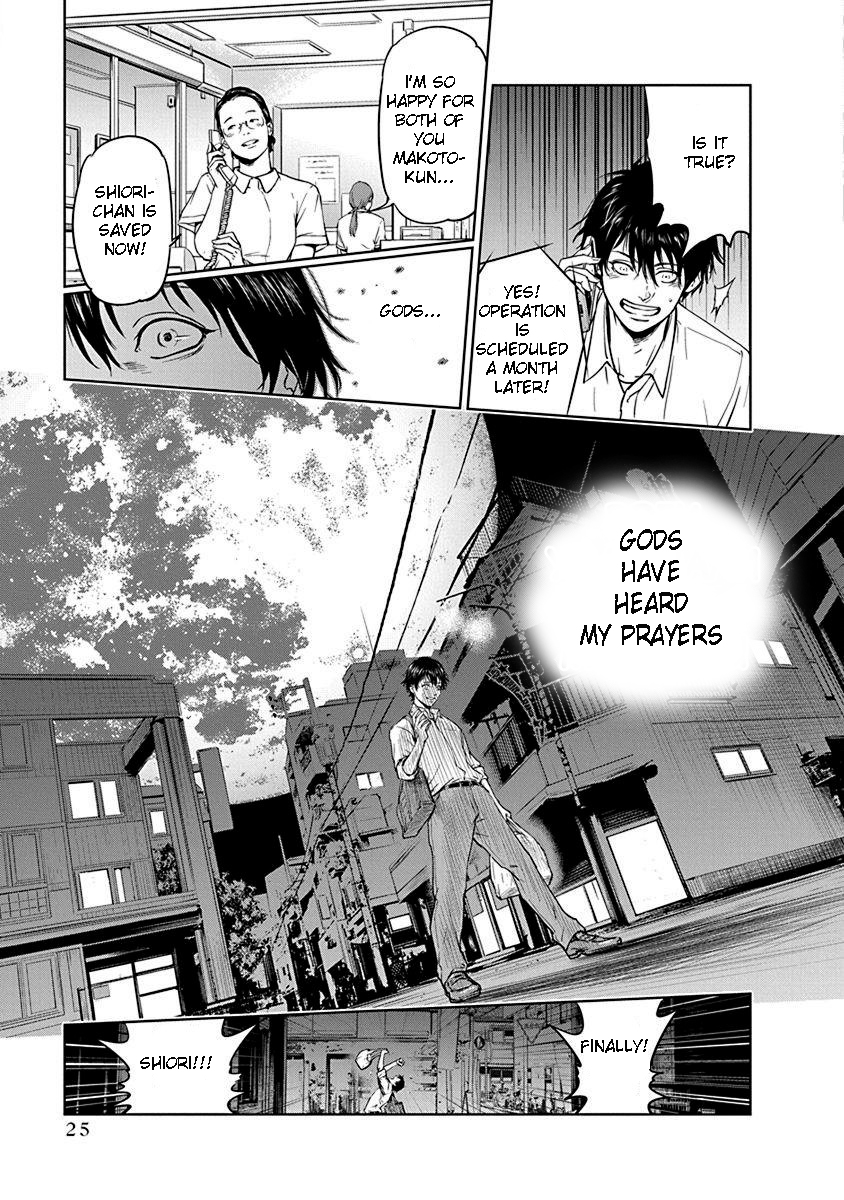 IS IT
TRUE?
YES!
OPERATION
IS
SCHEDULED
A MONTH
LATER!
I'M SO
HAPPY FOR
BOTH OF
YOU
MAKOTO-
KUN...
SHIORI-
CHAN IS
SAVED
NOW!
GODS...
GODS
HAVE
HEARD
MY PRAYERS
FINALLY!
SHIORI!!!
25